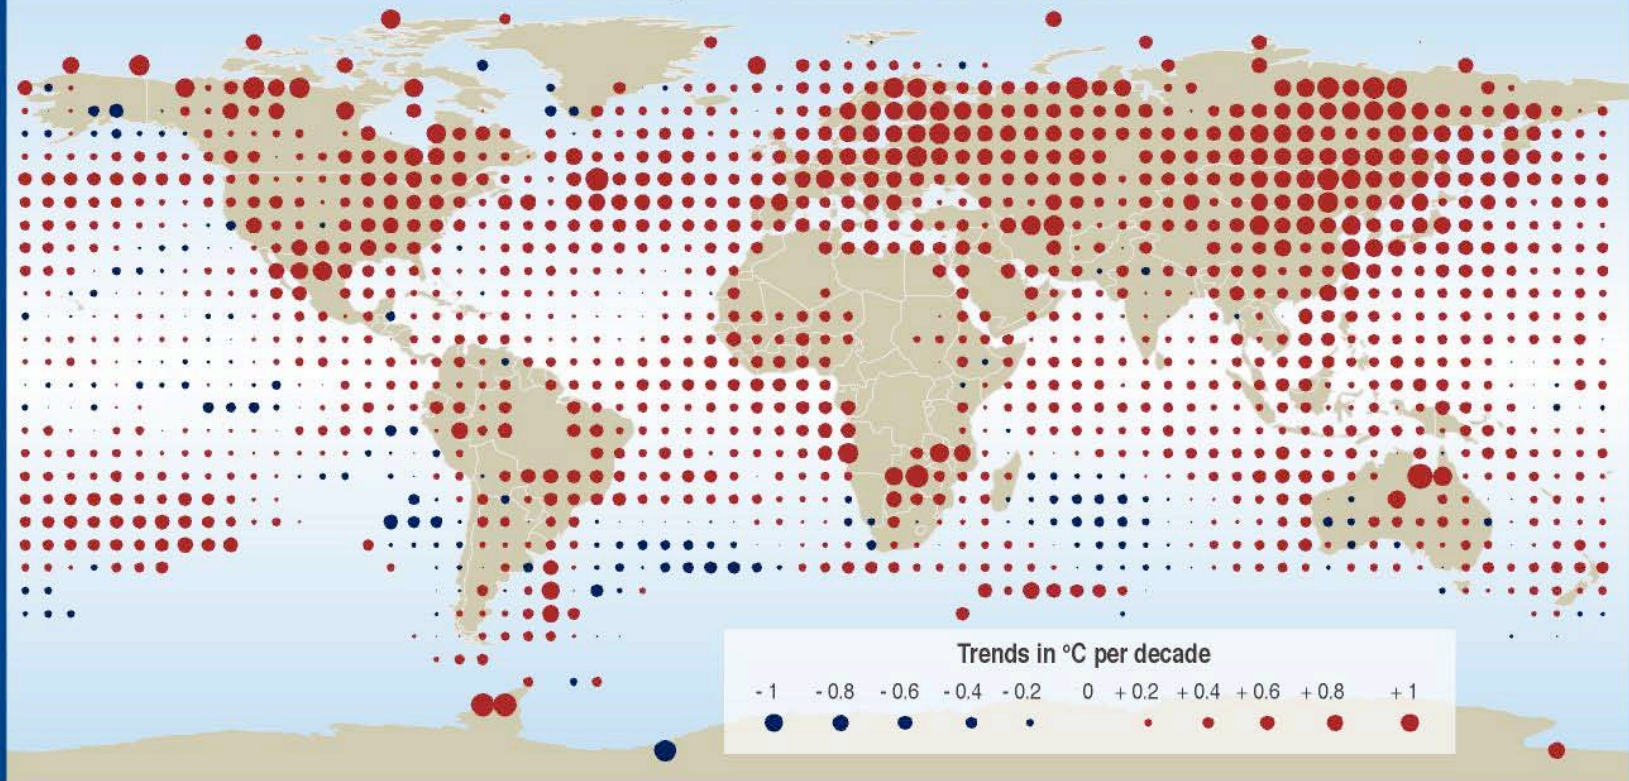 Trends in °C per decade
- 1 - 0.8 - 0.6 - 0.4 - 0.2 0 + 0.2 + 0.4 + 0.6 + 0.8 + 1